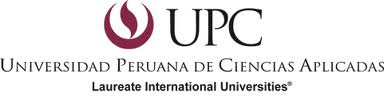 UPC
UNIVERSIDAD PERUANA DE CIENCIAS APLICADAS
Laureate International Universities®